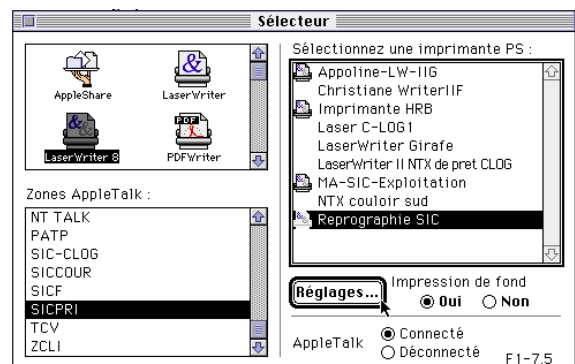 Sélecteur
AppleShare
LaserWriter
LaserWriter 8
PDF
PDFWriter
Zones AppleTalk :
NT TALK
PATP
SIC-CLOG
SICCOUR
SICF
SICPRI
TCV
ZCLI
Sélectionnez une imprimante PS :
Appoline-LW-IIG
Christiane WriterIIF
Imprimante HRB
Laser C-LOG1
LaserWriter Girafe
LaserWriter II NTX de pret CLOG
MA-SIC-Exploitation
NTX couloir sud
Reprographie SIC
Réglages...
Impression de fond
Oui Non
AppleTalk
Connecté
Déconnecté
F1-7.5